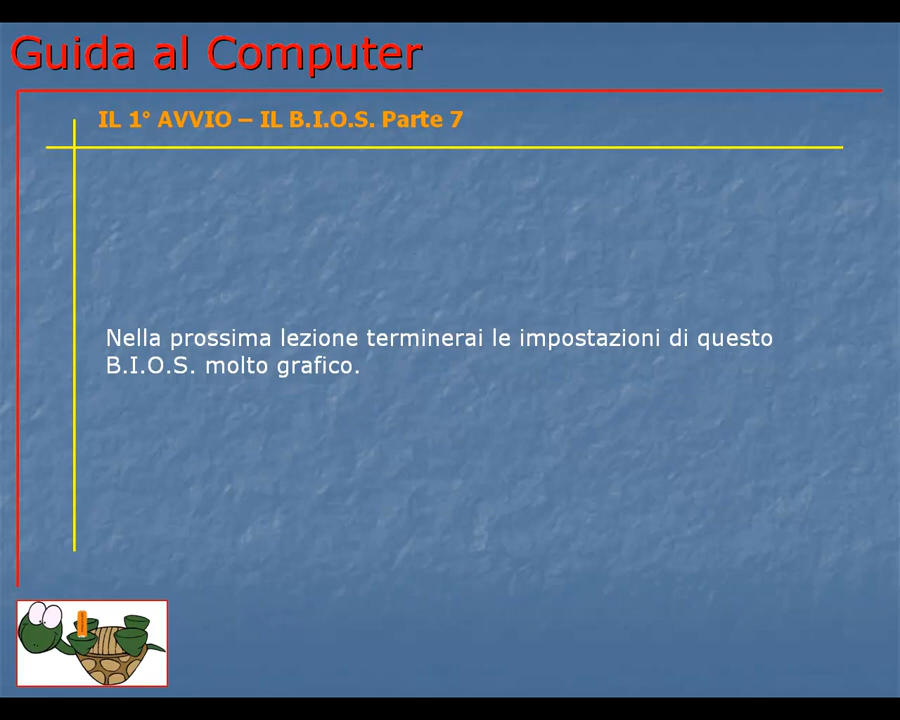 Guida al Computer
IL 1° AVVIO – IL B.I.O.S. Parte 7
Nella prossima lezione terminerai le impostazioni di questo
B.I.O.S. molto grafico.